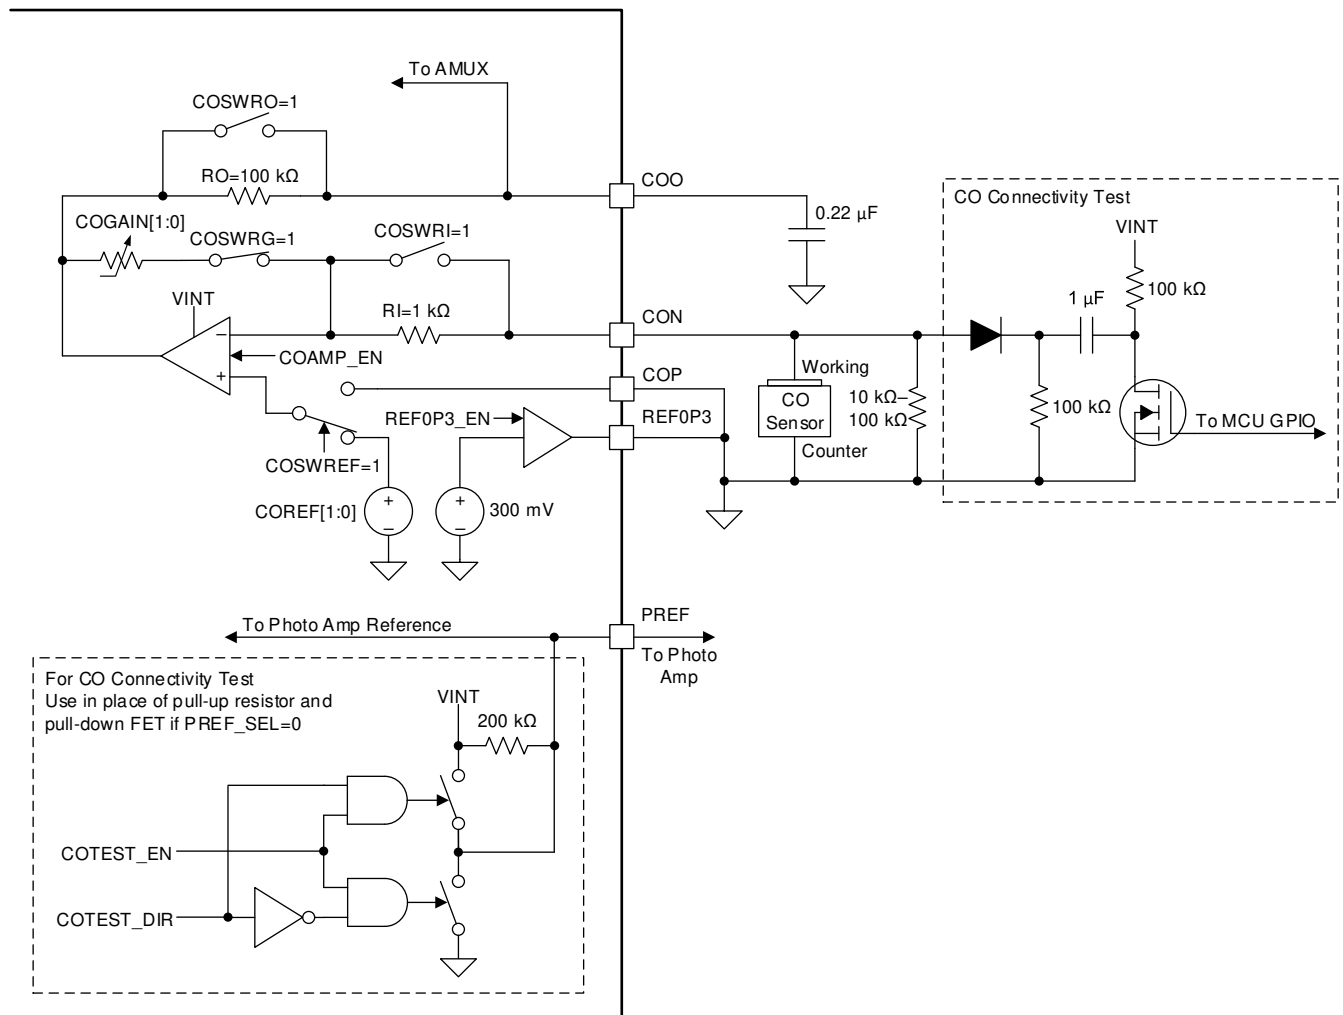 To AMUX
COSWRO=1
RO=100 kΩ
COO
COGAIN[1:0]
COSWRG=1
COSWRI=1
0.22 µF
CO Connectivity Test
VINT
100 kΩ
1 µF
VINT
RI=1 kΩ
CON
−
+
COAMP_EN
COP
Working
CO
Sensor
Counter
10 kΩ–
100 kΩ
100 kΩ
To MCU GPIO
REF0P3_EN
REF0P3
COSWREF=1
COREF[1:0]
+
−
+
−
300 mV
PREF
To Photo Amp Reference
To Photo
Amp
For CO Connectivity Test
Use in place of pull-up resistor and
pull-down FET if PREF_SEL=0
VINT
200 kΩ
COTEST_EN
COTEST_DIR